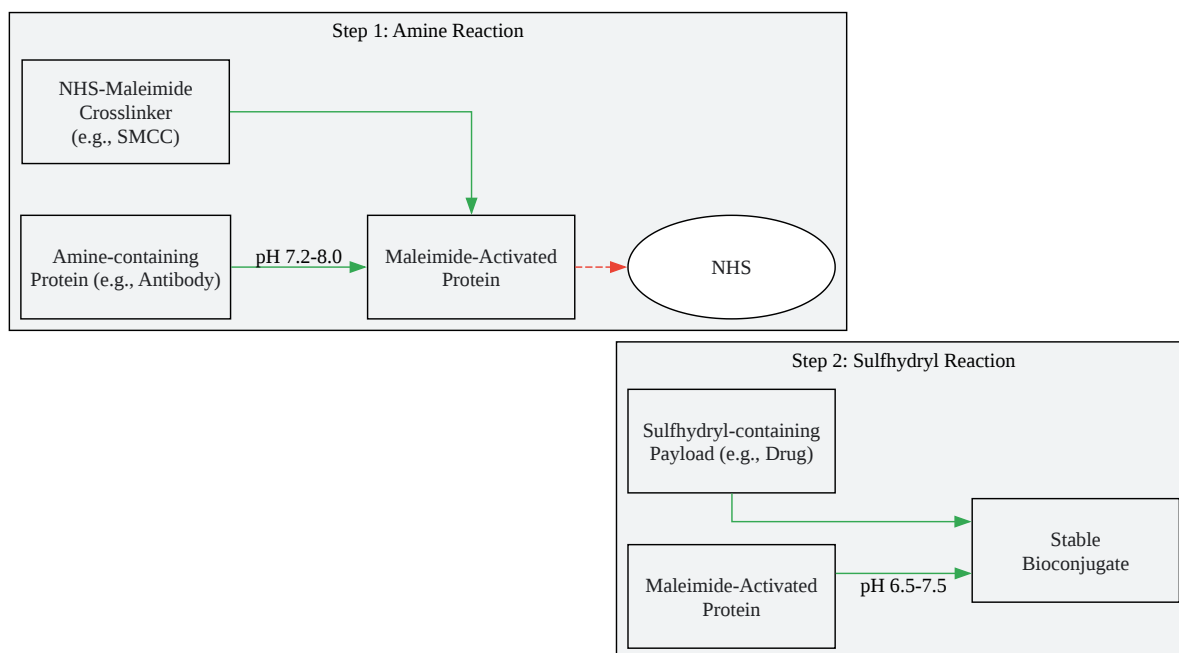 Step 1: Amine Reaction
NHS-Maleimide
Crosslinker
(e.g., SMCC)
Amine-containing
Protein (e.g., Antibody)
pH 7.2-8.0
Maleimide-Activated
Protein
NHS
Step 2: Sulfhydryl Reaction
Sulfhydryl-containing
Payload (e.g., Drug)
Maleimide-Activated
Protein
pH 6.5-7.5
Stable
Bioconjugate